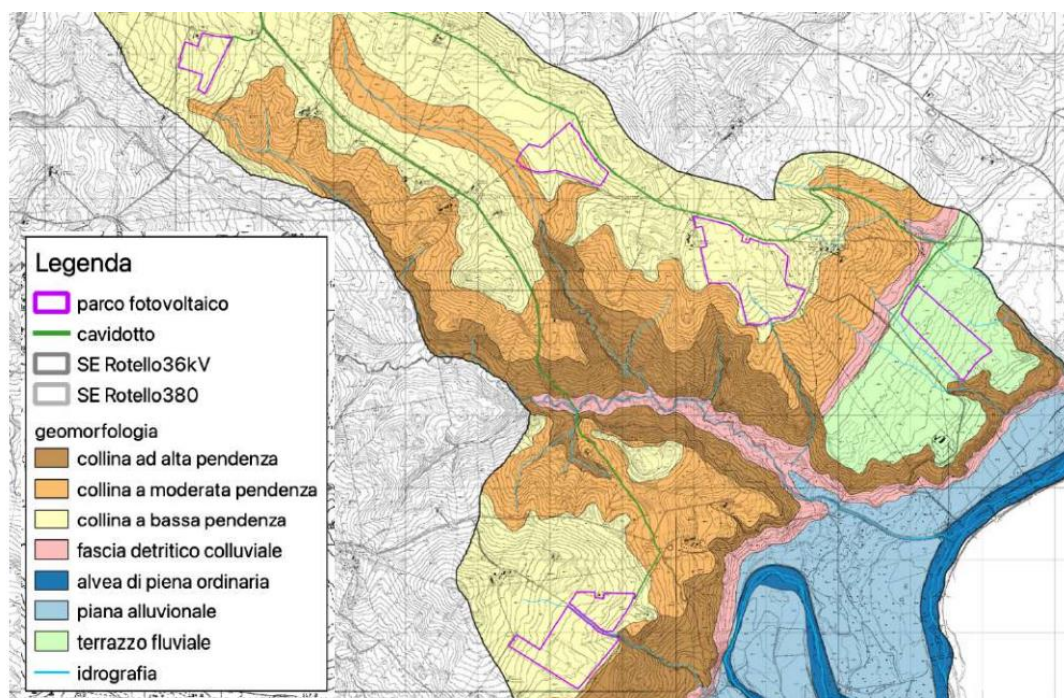 Legenda
parco fotovoltaico
cavidotto
SE Rotello36kV
SE Rotello380
geomorfologia
collina ad alta pendenza
collina a moderata pendenza
collina a bassa pendenza
fascia detritico colluviale
alvea di piena ordinaria
piana alluvionale
terrazzo fluviale
idrografia